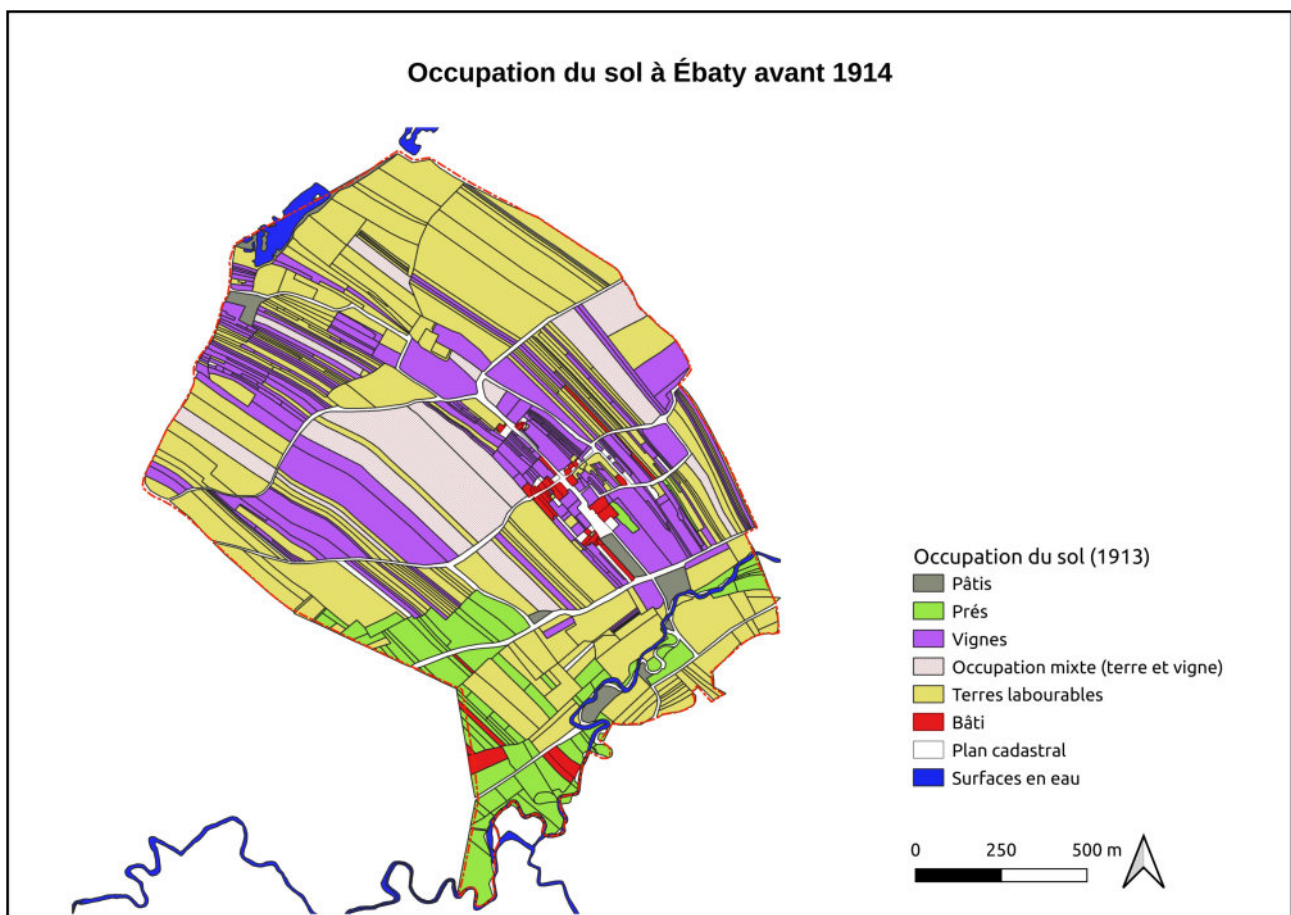 Occupation du sol à Ébaty avant 1914
Occupation du sol (1913)
Pâtis
Prés
Vignes
Occupation mixte (terre et vigne)
Terres labourables
Bâti
Plan cadastral
Surfaces en eau
0 250 500 m